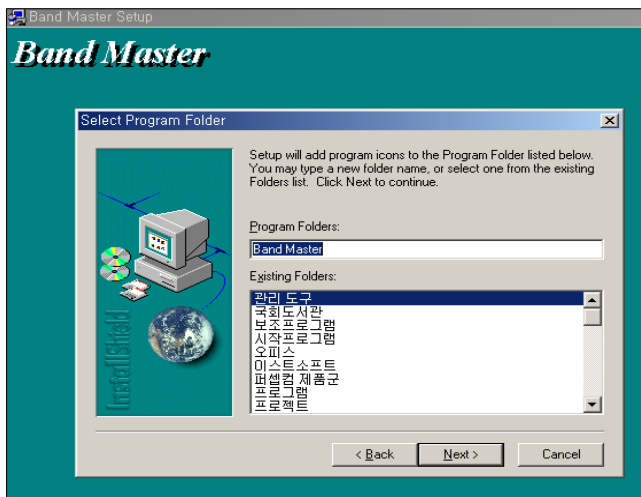 Band Master Setup
Band Master
Select Program Folder
Setup will add program icons to the Program Folder listed below.
You may type a new folder name, or select one from the existing
Folders list. Click Next to continue.
Program Folders:
Band Master
Existing Folders:
관리 도구
국회도서관
보조프로그램
시작프로그램
오피스
이스트소프트
퍼셉컴 제품군
프로그램
프로젝트
InstallShield
< Back
Next >
Cancel